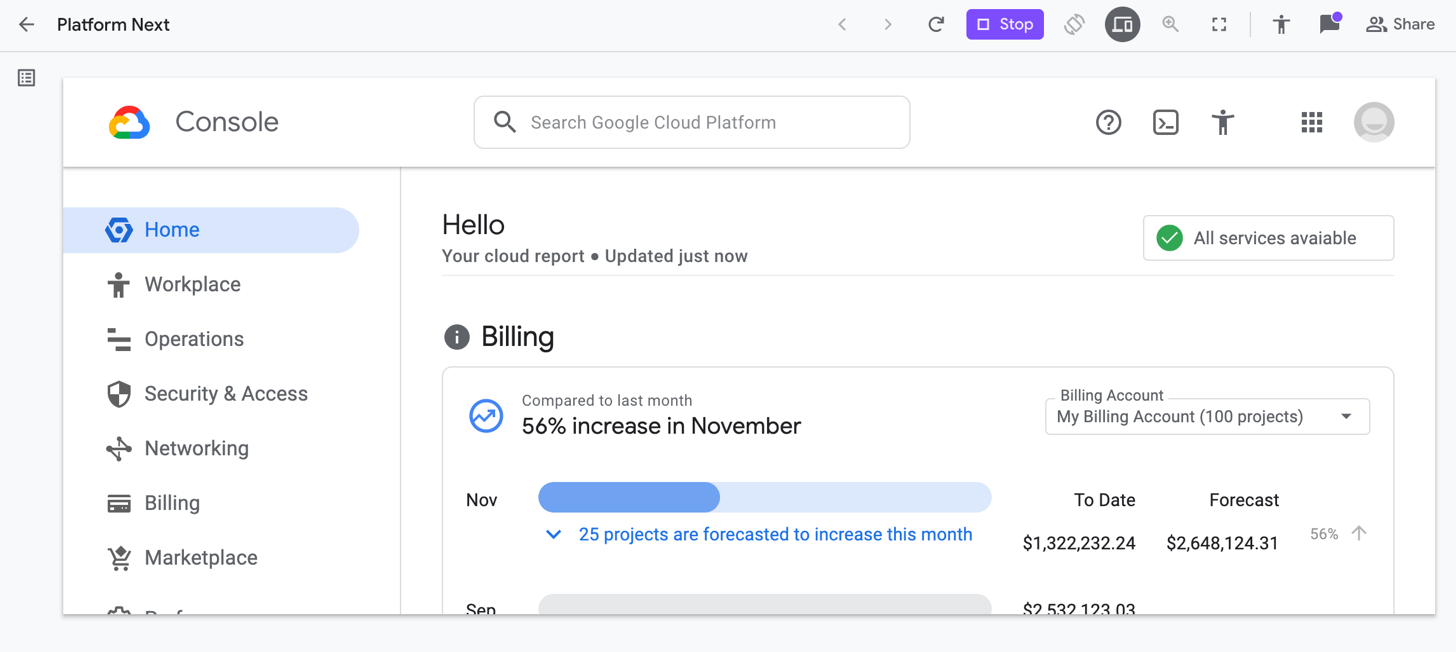 Platform Next
Stop
Share
Console
Search Google Cloud Platform
Home
Workplace
Operations
Security & Access
Networking
Billing
Marketplace
Hello
Your cloud report • Updated just now
All services avaiable
Billing
Compared to last month
56% increase in November
Billing Account
My Billing Account (100 projects)
Nov
To Date
Forecast
25 projects are forecasted to increase this month
$1,322,232.24
$2,648,124.31
56%
Sep
$2,532,123.03